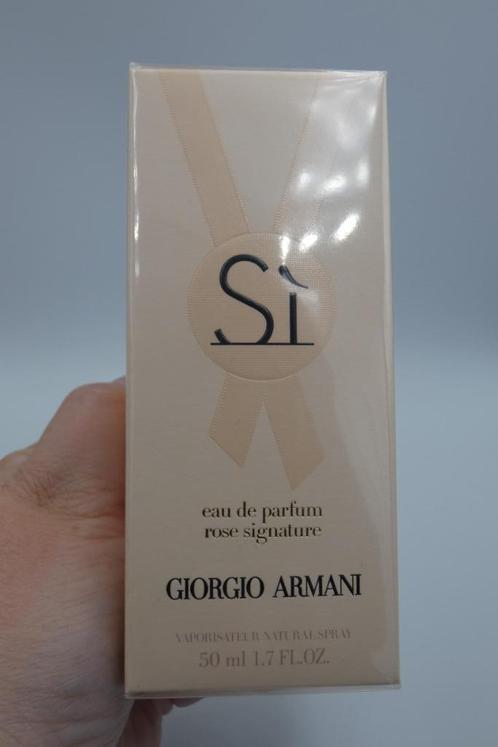 Sì
eau de parfum
rose signature
GIORGIO ARMANI
VAPORISATEUR NATURAL SPRAY
50 ml 1.7 FL.OZ.